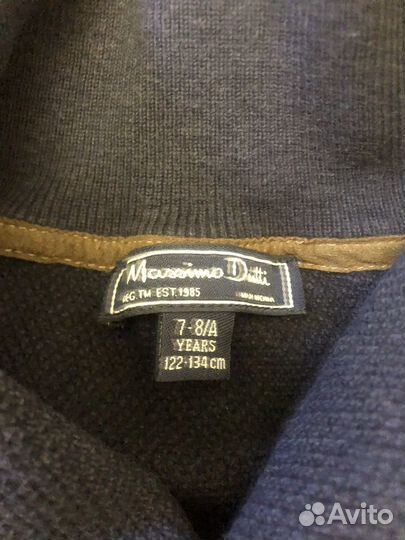 Massimo Dutti
REG.TM EST.1985
7-8/A
YEARS
122-134 cm
Avito